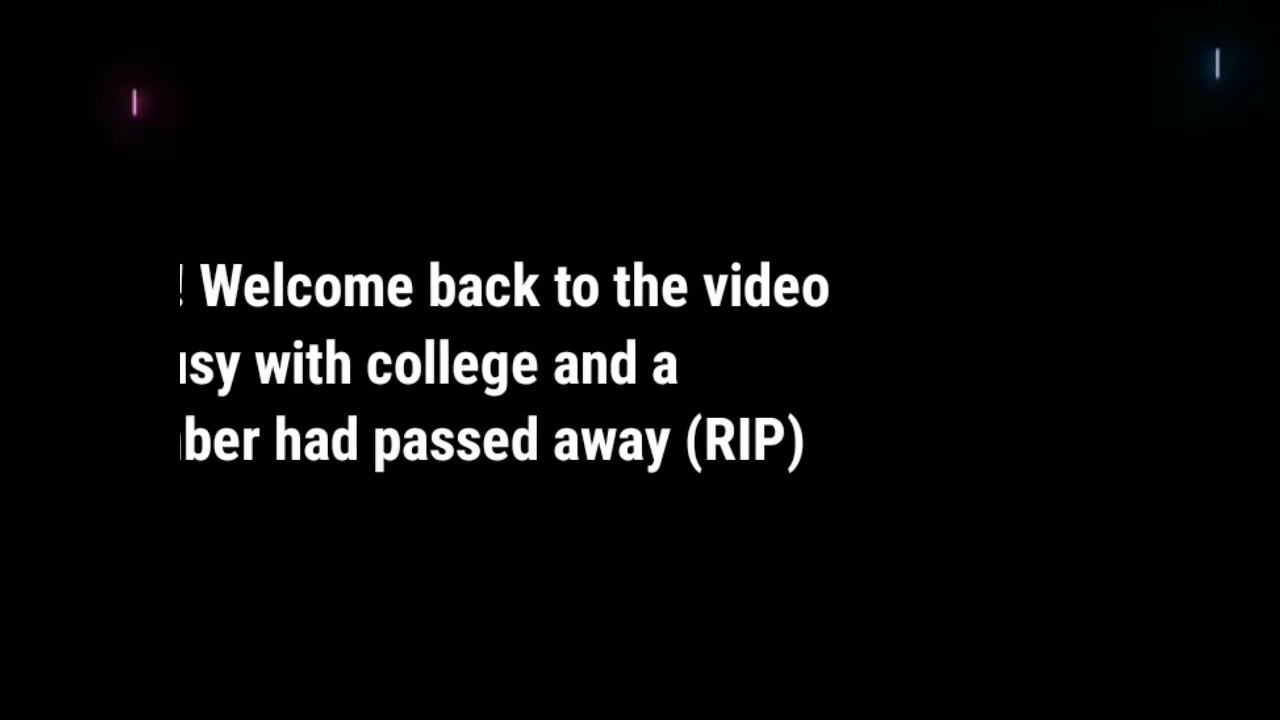 ! Welcome back to the video
with college and a
had passed away (RIP)